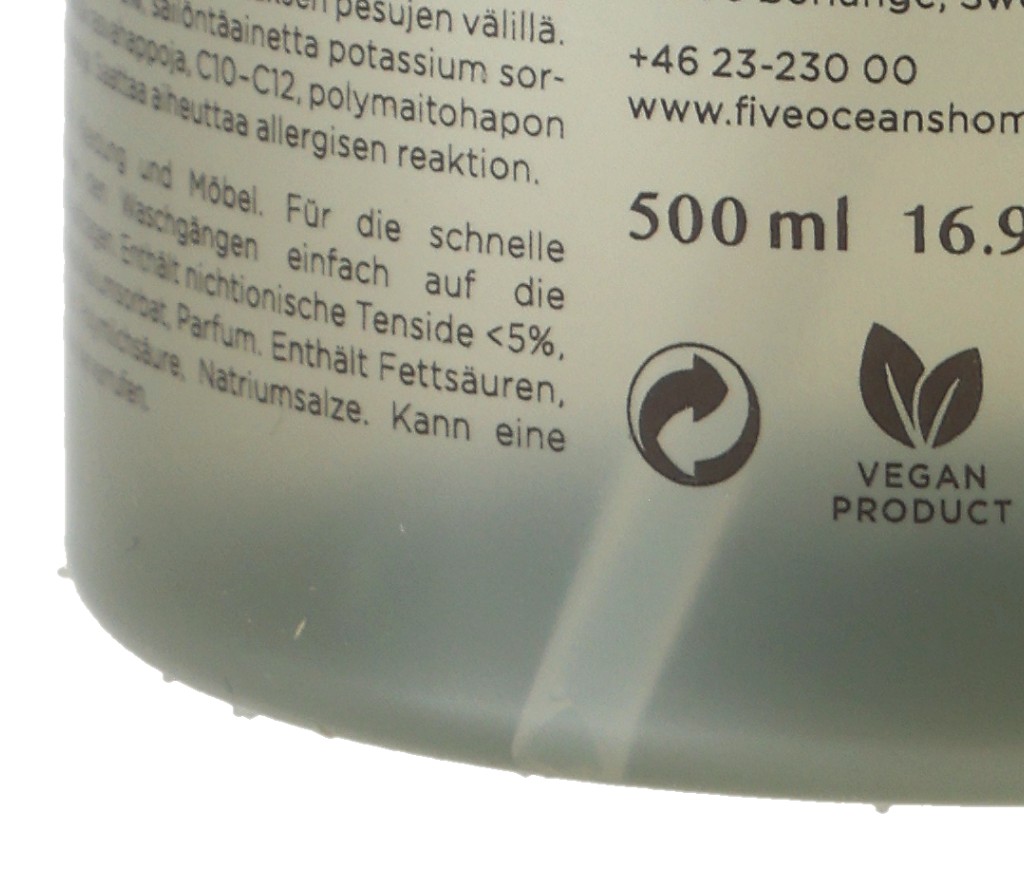 pesujen välillä.
säilöntäainetta potassium sor-
C10-C12, polymaitohapon
Saattaa aiheuttaa allergisen reaktion.
und Möbel. Für die schnelle
den Waschgängen einfach auf die
Enthält nichtionische Tenside <5%,
Parfum. Enthält Fettsäuren,
Natriumsalze. Kann eine
+46 23-230 00
www.fiveoceanshom
500 ml 16.9
VEGAN
PRODUCT